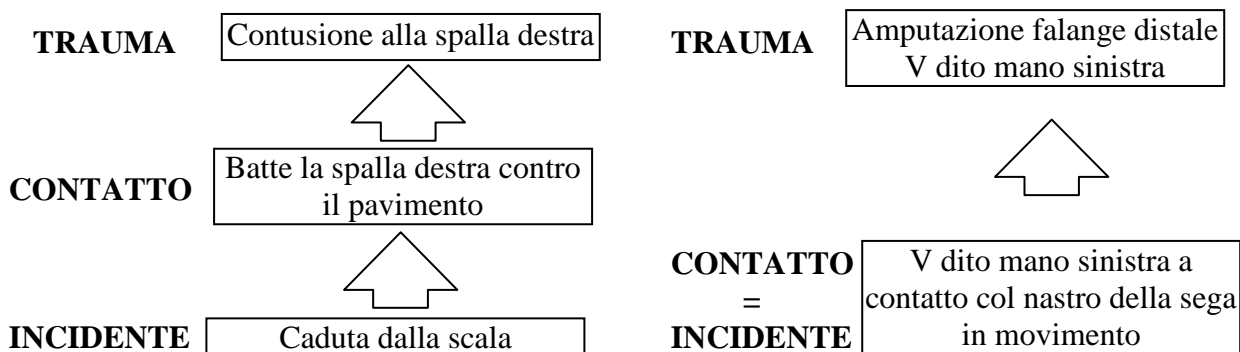 TRAUMA
Contusione alla spalla destra
CONTATTO
Batte la spalla destra contro
il pavimento
INCIDENTE
Caduta dalla scala
TRAUMA
Amputazione falange distale
V dito mano sinistra
CONTATTO
=
INCIDENTE
V dito mano sinistra a
contatto col nastro della sega
in movimento